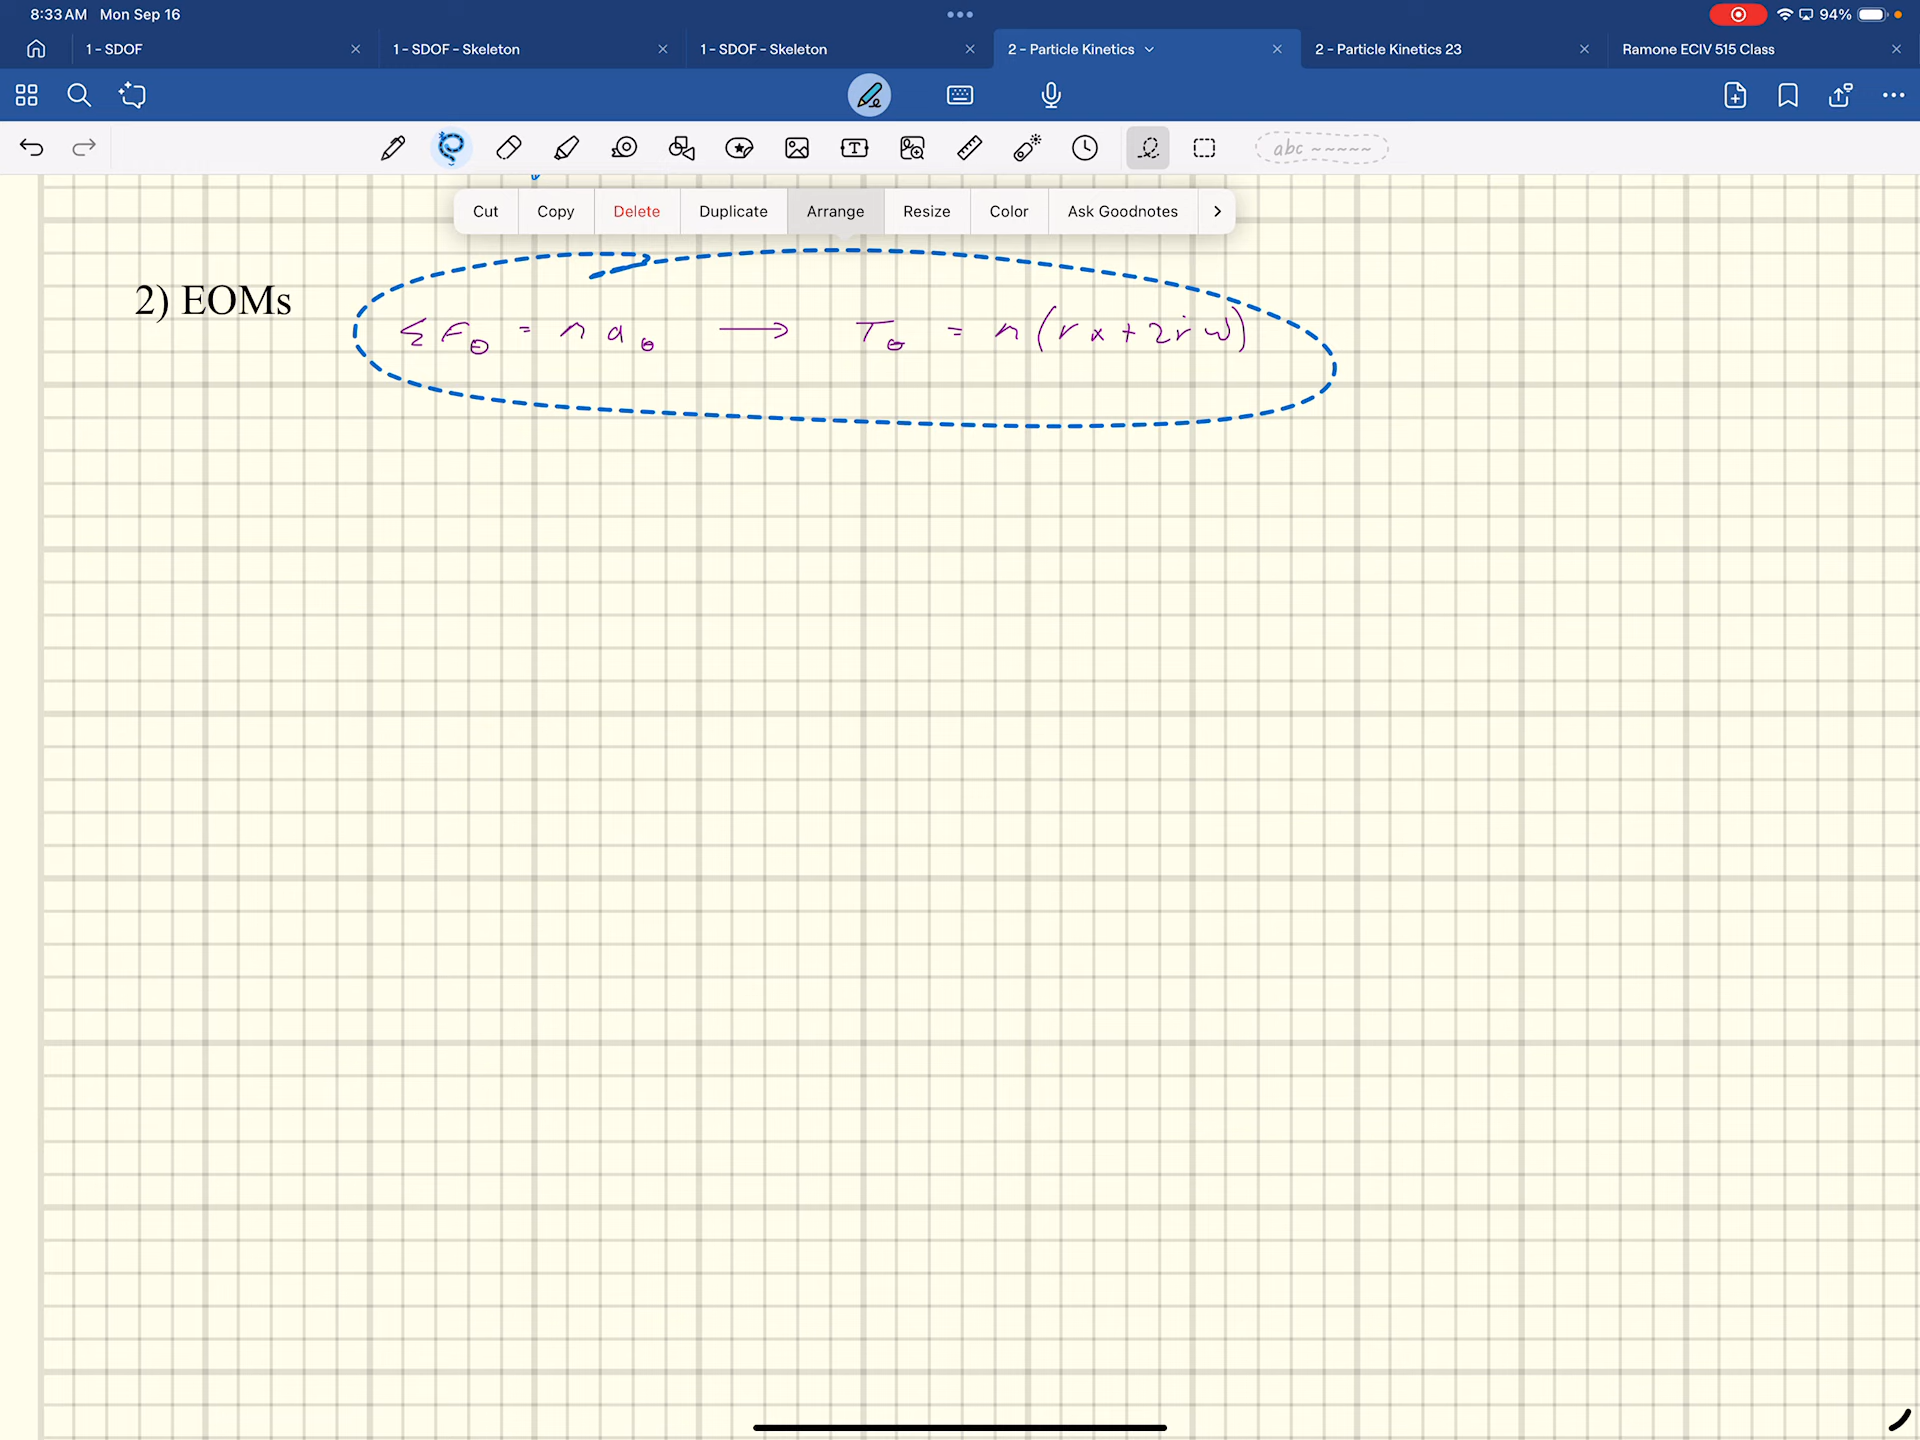 8:33 AM Mon Sep 16
94%
1 - SDOF
1 - SDOF - Skeleton
1 - SDOF - Skeleton
2 - Particle Kinetics
2 - Particle Kinetics 23
Ramone ECIV 515 Class
abc ~~~~~
Cut
Copy
Delete
Duplicate
Arrange
Resize
Color
Ask Goodnotes
2) EOMs
ΣF_θ = m a_θ → T_θ = m(rα + 2ṙω)